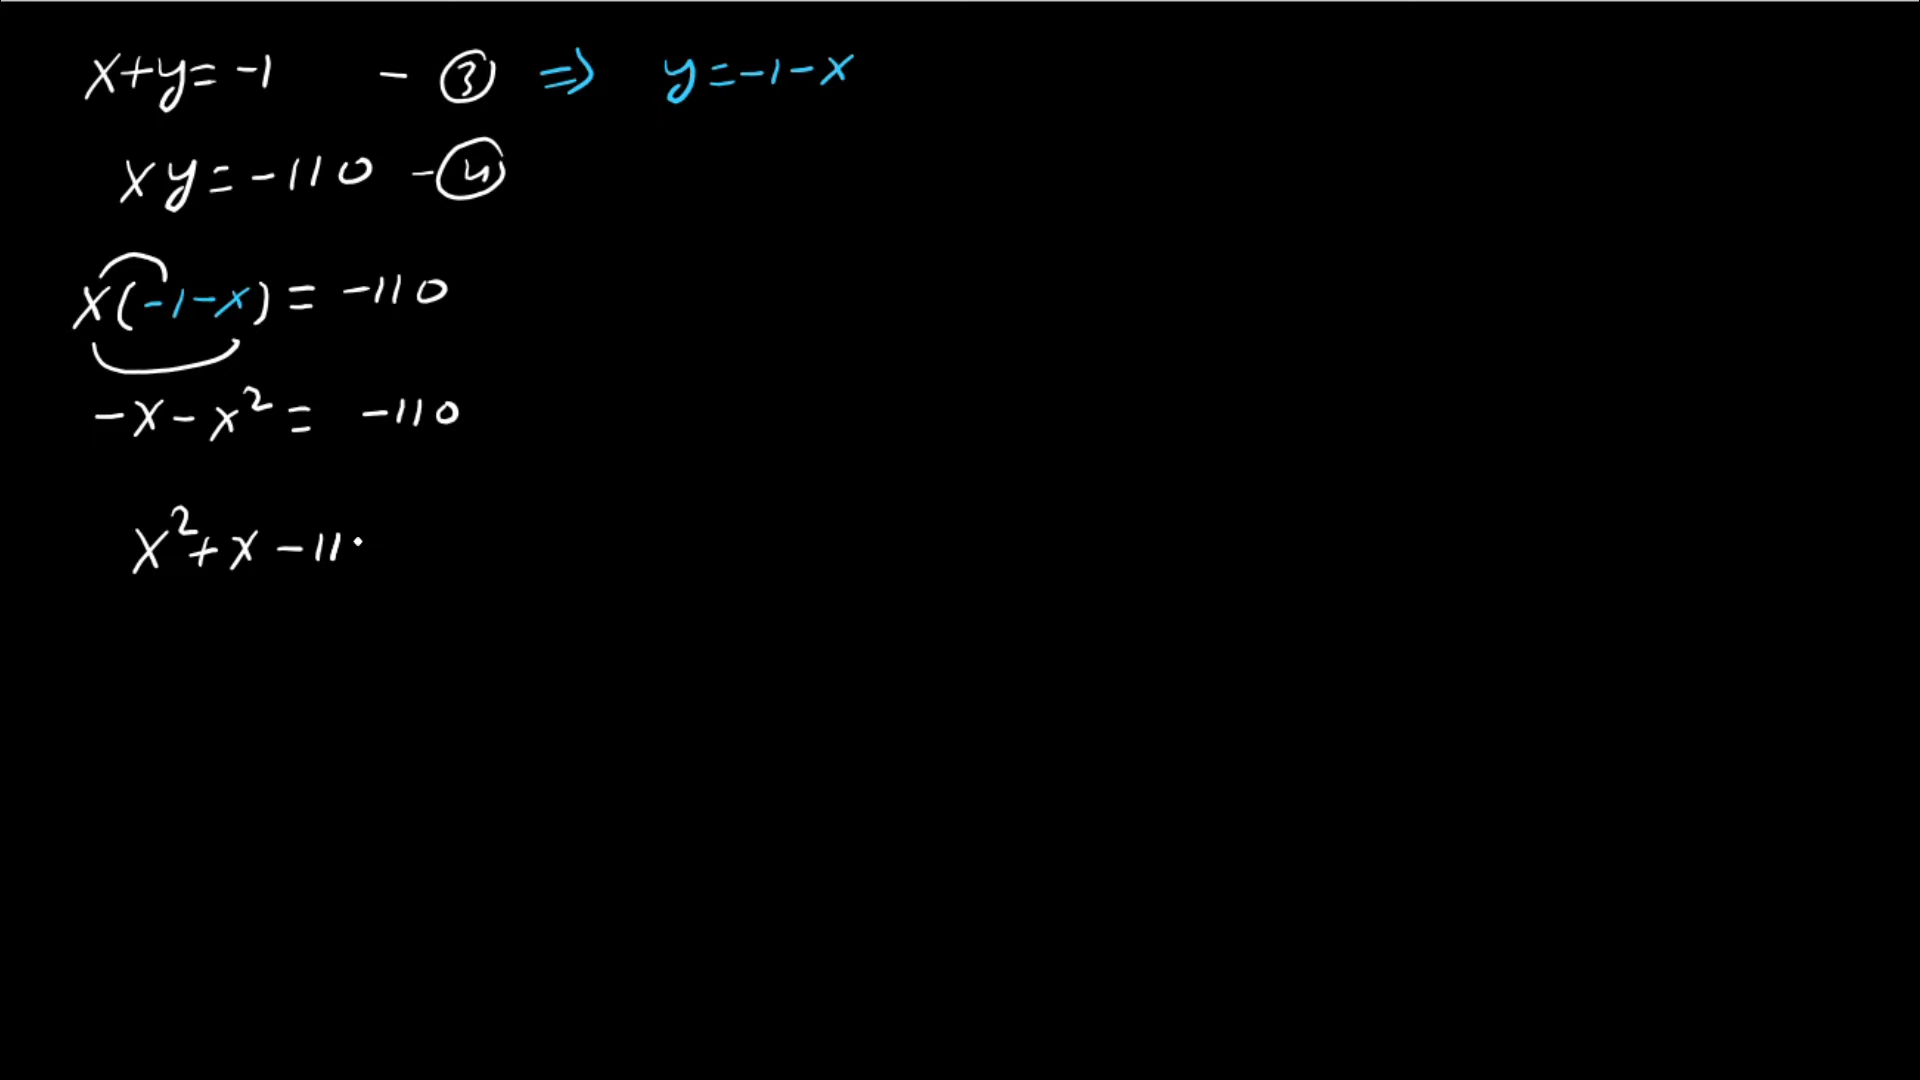 x+y=-1 - ③ ⇒ y=-1-x
xy=-110 - ④
x(-1-x)=-110
-x-x²=-110
x²+x-11